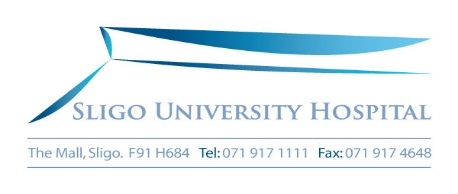 SLIGO UNIVERSITY HOSPITAL
The Mall, Sligo. F91 H684 Tel: 071 917 1111 Fax: 071 917 4648